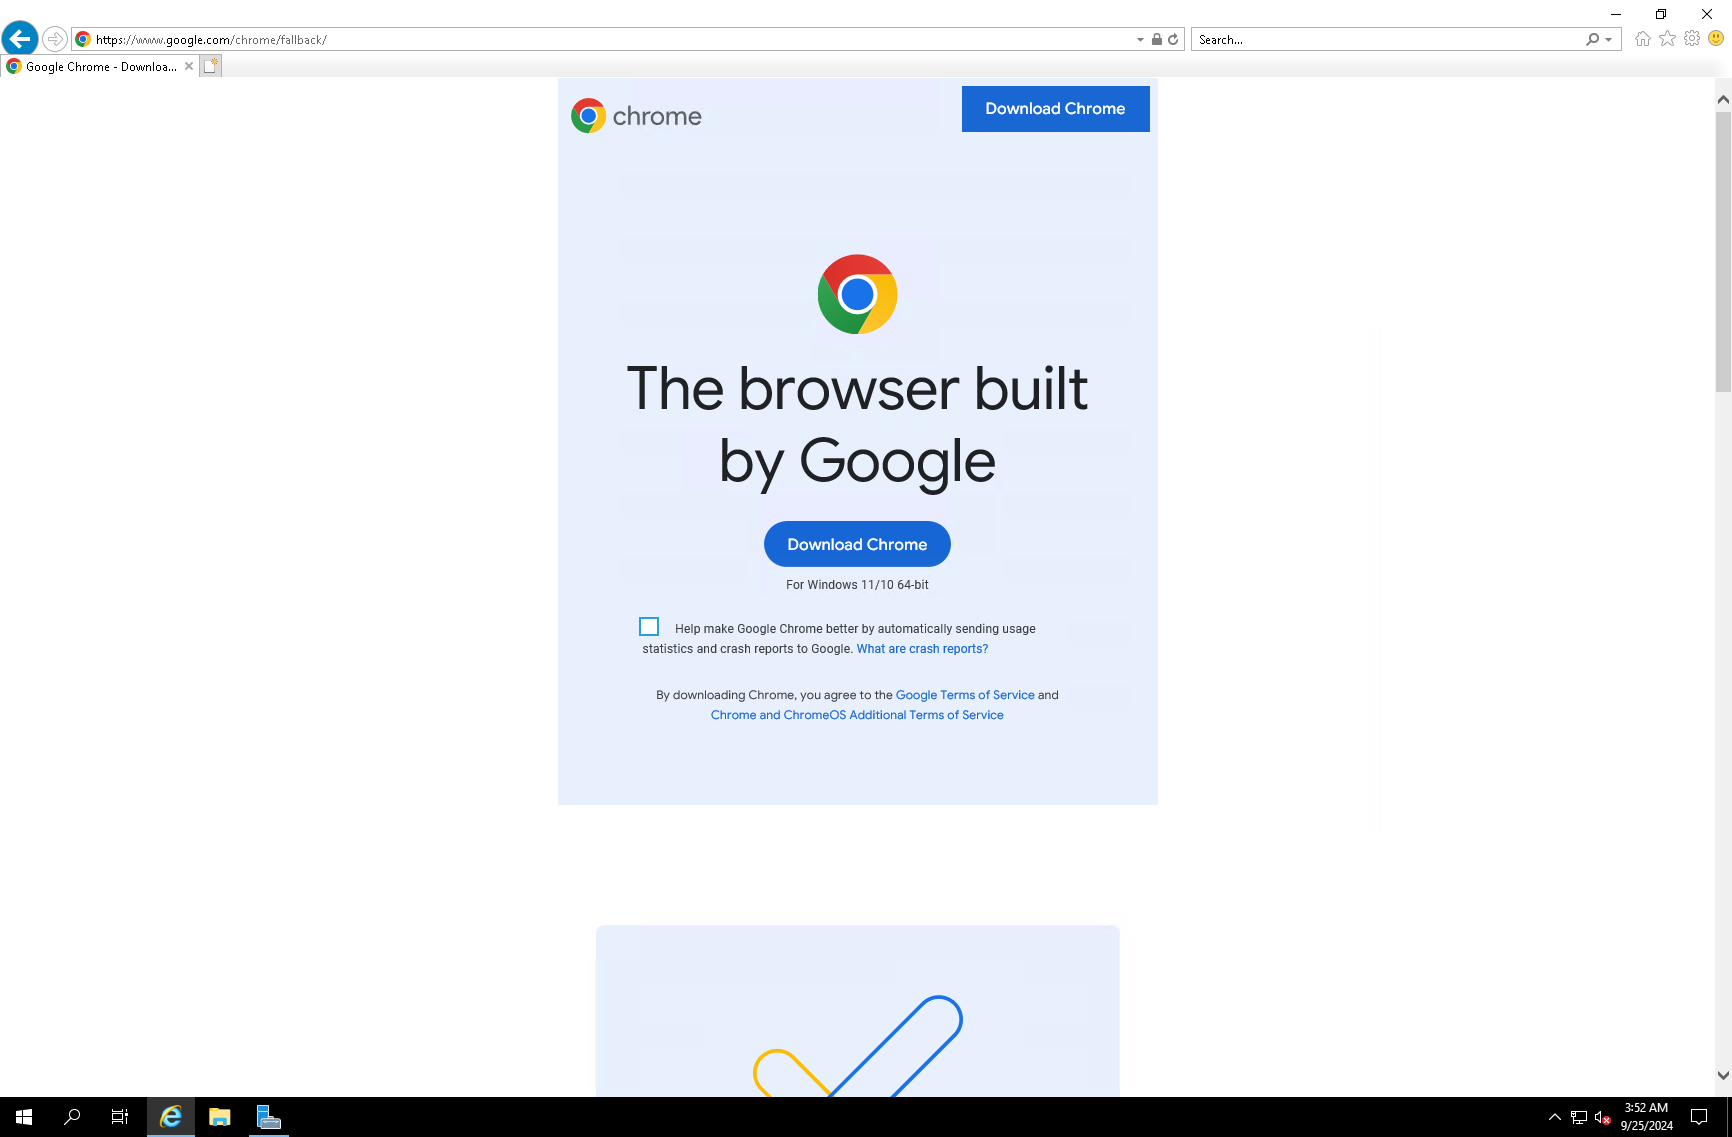 https://www.google.com/chrome/fallback/
Search...
Google Chrome - Downloa...
chrome
Download Chrome
The browser built
by Google
Download Chrome
For Windows 11/10 64-bit
Help make Google Chrome better by automatically sending usage
statistics and crash reports to Google. What are crash reports?
By downloading Chrome, you agree to the Google Terms of Service and
Chrome and ChromeOS Additional Terms of Service
3:52 AM
9/25/2024